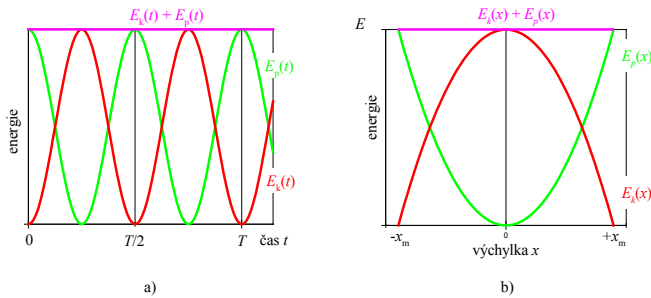 E_k(t) + E_p(t)
E_p(t)
energie
E_k(t)
0
T/2
T
čas t
a)
E_k(x) + E_p(x)
E
E_p(x)
energie
E_k(x)
-x_m
0
+x_m
výchylka x
b)